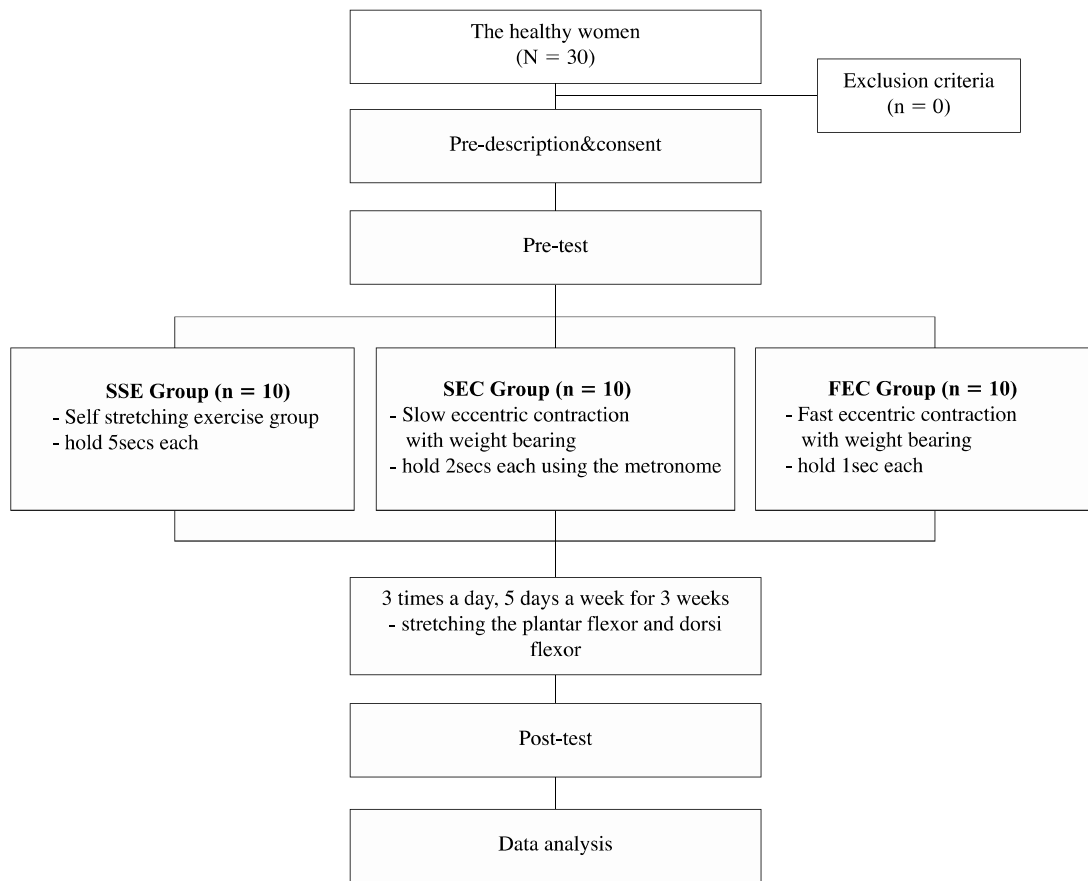 The healthy women
(N = 30)
Exclusion criteria
(n = 0)
Pre-description&consent
Pre-test
SSE Group (n = 10)
- Self stretching exercise group
- hold 5secs each
SEC Group (n = 10)
- Slow eccentric contraction
with weight bearing
- hold 2secs each using the metronome
FEC Group (n = 10)
- Fast eccentric contraction
with weight bearing
- hold 1sec each
3 times a day, 5 days a week for 3 weeks
- stretching the plantar flexor and dorsi
flexor
Post-test
Data analysis